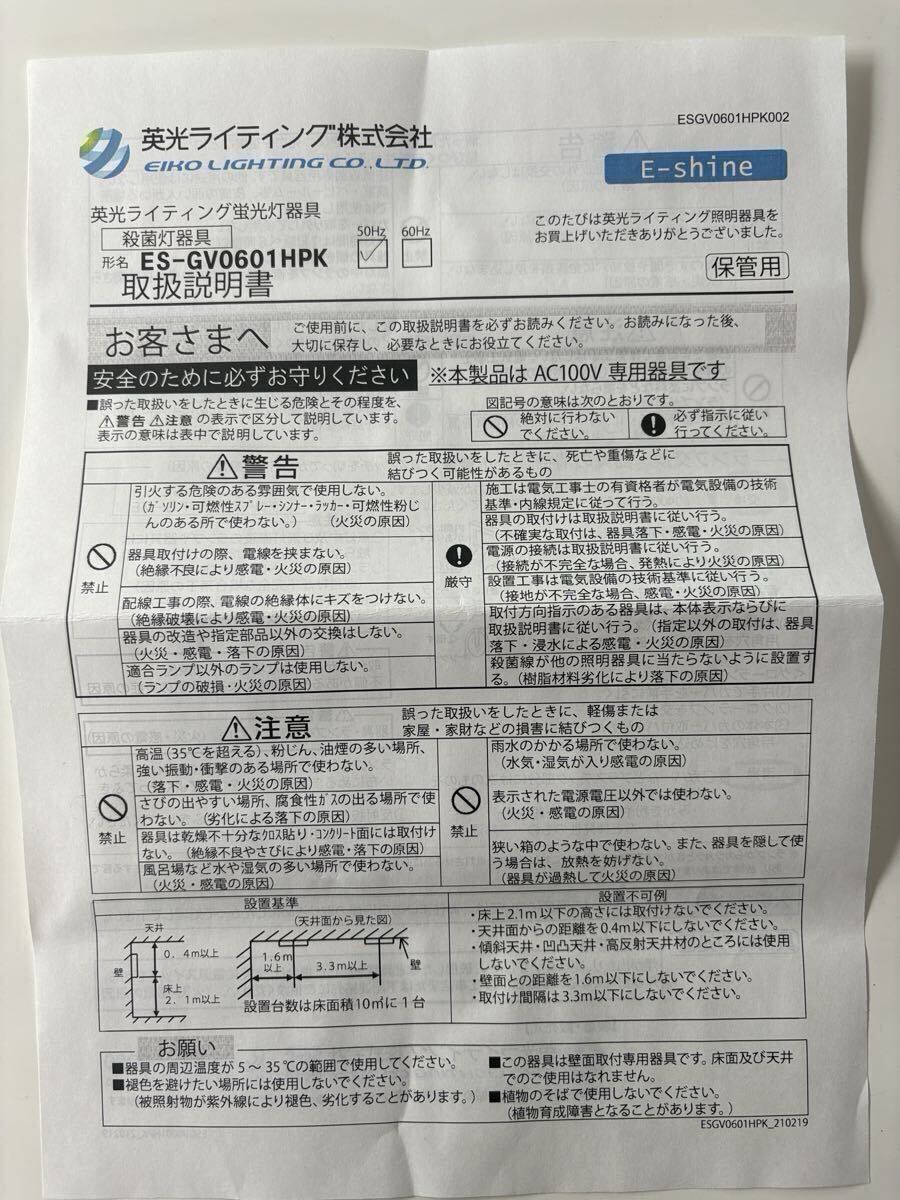 ESGV0601HPK002
英光ライティング株式会社
EIKO LIGHTING CO., LTD.
E-shine
英光ライティング蛍光灯器具
殺菌灯器具
50Hz 60Hz
形名 ES-GV0601HPK
取扱説明書
このたびは英光ライティング照明器具を
お買上げいただきありがとうございました。
保管用
お客さまへ
ご使用前に、この取扱説明書を必ずお読みください。お読みになった後、
大切に保存し、必要なときにお役立てください。
安全のために必ずお守りください
※本製品は AC100V 専用器具です
■誤った取扱いをしたときに生じる危険とその程度を、
⚠警告 ⚠注意 の表示で区分して説明しています。
表示の意味は表中で説明しています。
図記号の意味は次のとおりです。
絶対に行わない
でください。
必ず指示に従い
行ってください。
⚠警告
誤った取扱いをしたときに、死亡や重傷などに
結びつく可能性があるもの
禁止
引火する危険のある雰囲気で使用しない。
(ｶﾞｿﾘﾝ・可燃性ｽﾌﾟﾚｰ・ｼﾝﾅｰ・ﾗｯｶｰ・可燃性粉じ
んのある所で使わない。) (火災の原因)
器具取付けの際、電線を挟まない。
(絶縁不良により感電・火災の原因)
配線工事の際、電線の絶縁体にキズをつけない。
(絶縁破壊により感電・火災の原因)
器具の改造や指定部品以外の交換はしない。
(火災・感電・落下の原因)
適合ランプ以外のランプは使用しない。
(ランプの破損・火災の原因)
厳守
施工は電気工事士の有資格者が電気設備の技術
基準・内線規定に従って行う。
器具の取付けは取扱説明書に従い行う。
(不確実な取付は、器具落下・感電・火災の原因)
電源の接続は取扱説明書に従い行う。
(接続が不完全な場合、発熱により火災の原因)
設置工事は電気設備の技術基準に従い行う。
(接地が不完全な場合、感電・火災の原因)
取付方向指示のある器具は、本体表示ならびに
取扱説明書に従い行う。(指定以外の取付は、器具
落下・浸水による感電・火災の原因)
殺菌線が他の照明器具に当たらないように設置す
る。(樹脂材料劣化により落下の原因)
⚠注意
誤った取扱いをしたときに、軽傷または
家屋・家財などの損害に結びつくもの
禁止
高温(35℃を超える)、粉じん、油煙の多い場所、
強い振動・衝撃のある場所で使わない。
(落下・感電・火災の原因)
さびの出やすい場所、腐食性ｶﾞｽの出る場所で使
わない。(劣化による落下の原因)
器具は乾燥不十分なｸﾛｽ貼り・ｺﾝｸﾘｰﾄ面には取付け
ない。(絶縁不良やさびにより感電・落下の原因)
風呂場など水や湿気の多い場所で使わない。
(火災・感電の原因)
禁止
雨水のかかる場所で使わない。
(水気・湿気が入り感電の原因)
表示された電源電圧以外では使わない。
(火災・感電の原因)
狭い箱のような中で使わない。また、器具を隠して使
う場合は、放熱を妨げない。
(器具が過熱して火災の原因)
設置基準
天井
壁
0.4m以上
床上
2.1m以上
(天井面から見た図)
1.6m
以上
3.3m以上
壁
設置台数は床面積10㎡に1台
設置不可例
・床上2.1m以下の高さには取付けないでください。
・天井面からの距離を0.4m以下にしないでください。
・傾斜天井・凹凸天井・高反射天井材のところには使用
しないでください。
・壁面との距離を1.6m以下にしないでください。
・取付け間隔は3.3m以下にしないでください。
お願い
■器具の周辺温度が5～35℃の範囲で使用してください。
■褪色を避けたい場所には使用しないでください。
(被照射物が紫外線により褪色、劣化することがあります。)
■この器具は壁面取付専用器具です。床面及び天井
でのご使用はなれません。
■植物のそばで使用しないでください。
(植物育成障害となることがあります。)
ESGV0601HPK_210219